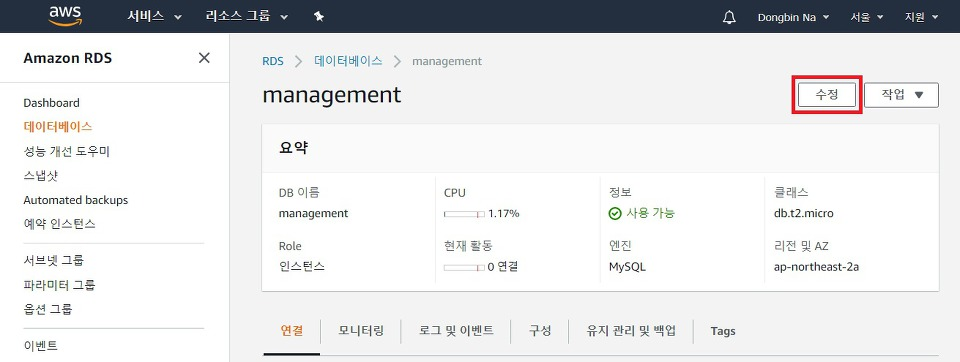 aws 서비스 리소스 그룹 Dongbin Na 서울 지원
Amazon RDS
Dashboard
데이터베이스
성능 개선 도우미
스냅샷
Automated backups
예약 인스턴스
서브넷 그룹
파라미터 그룹
옵션 그룹
이벤트
RDS 데이터베이스 management
management 수정 작업
요약
DB 이름 CPU 정보 클래스
management 1.17% 사용 가능 db.t2.micro
Role 현재 활동 엔진 리전 및 AZ
인스턴스 0 연결 MySQL ap-northeast-2a
연결 모니터링 로그 및 이벤트 구성 유지 관리 및 백업 Tags